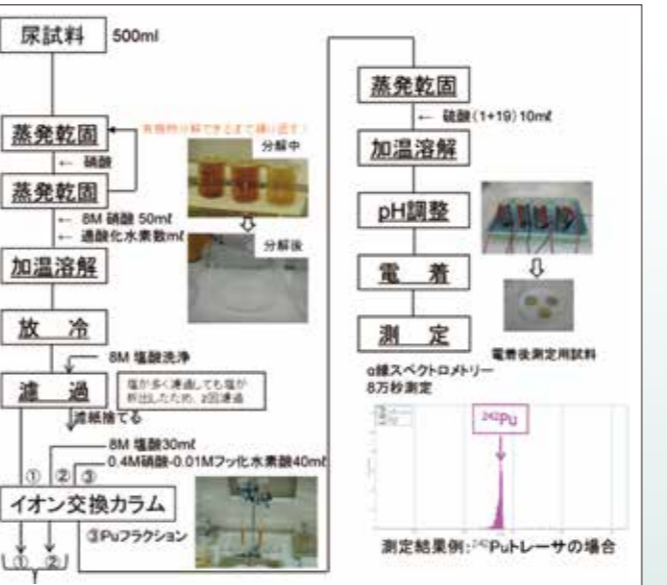 尿試料 500ml
蒸発乾固
有機物分解できるまで繰り返す!
← 硝酸
分解中
蒸発乾固
← 8M 硝酸 50mℓ
← 過酸化水素数mℓ
分解後
加温溶解
放 冷
8M 塩酸洗浄
濾 過
塩が多く濾過しても塩が
析出したため、2回濾過
濾紙捨てる
8M 塩酸30mℓ
0.4M硝酸-0.01Mフッ化水素酸40mℓ
① ② ③
イオン交換カラム
③Puフラクション
① ②
蒸発乾固
← 硫酸(1+19)10mℓ
加温溶解
pH調整
電 着
測 定
電着後測定用試料
α線スペクトロメトリー
8万秒測定
²⁴²Pu
測定結果例:²⁴²Puトレーサの場合